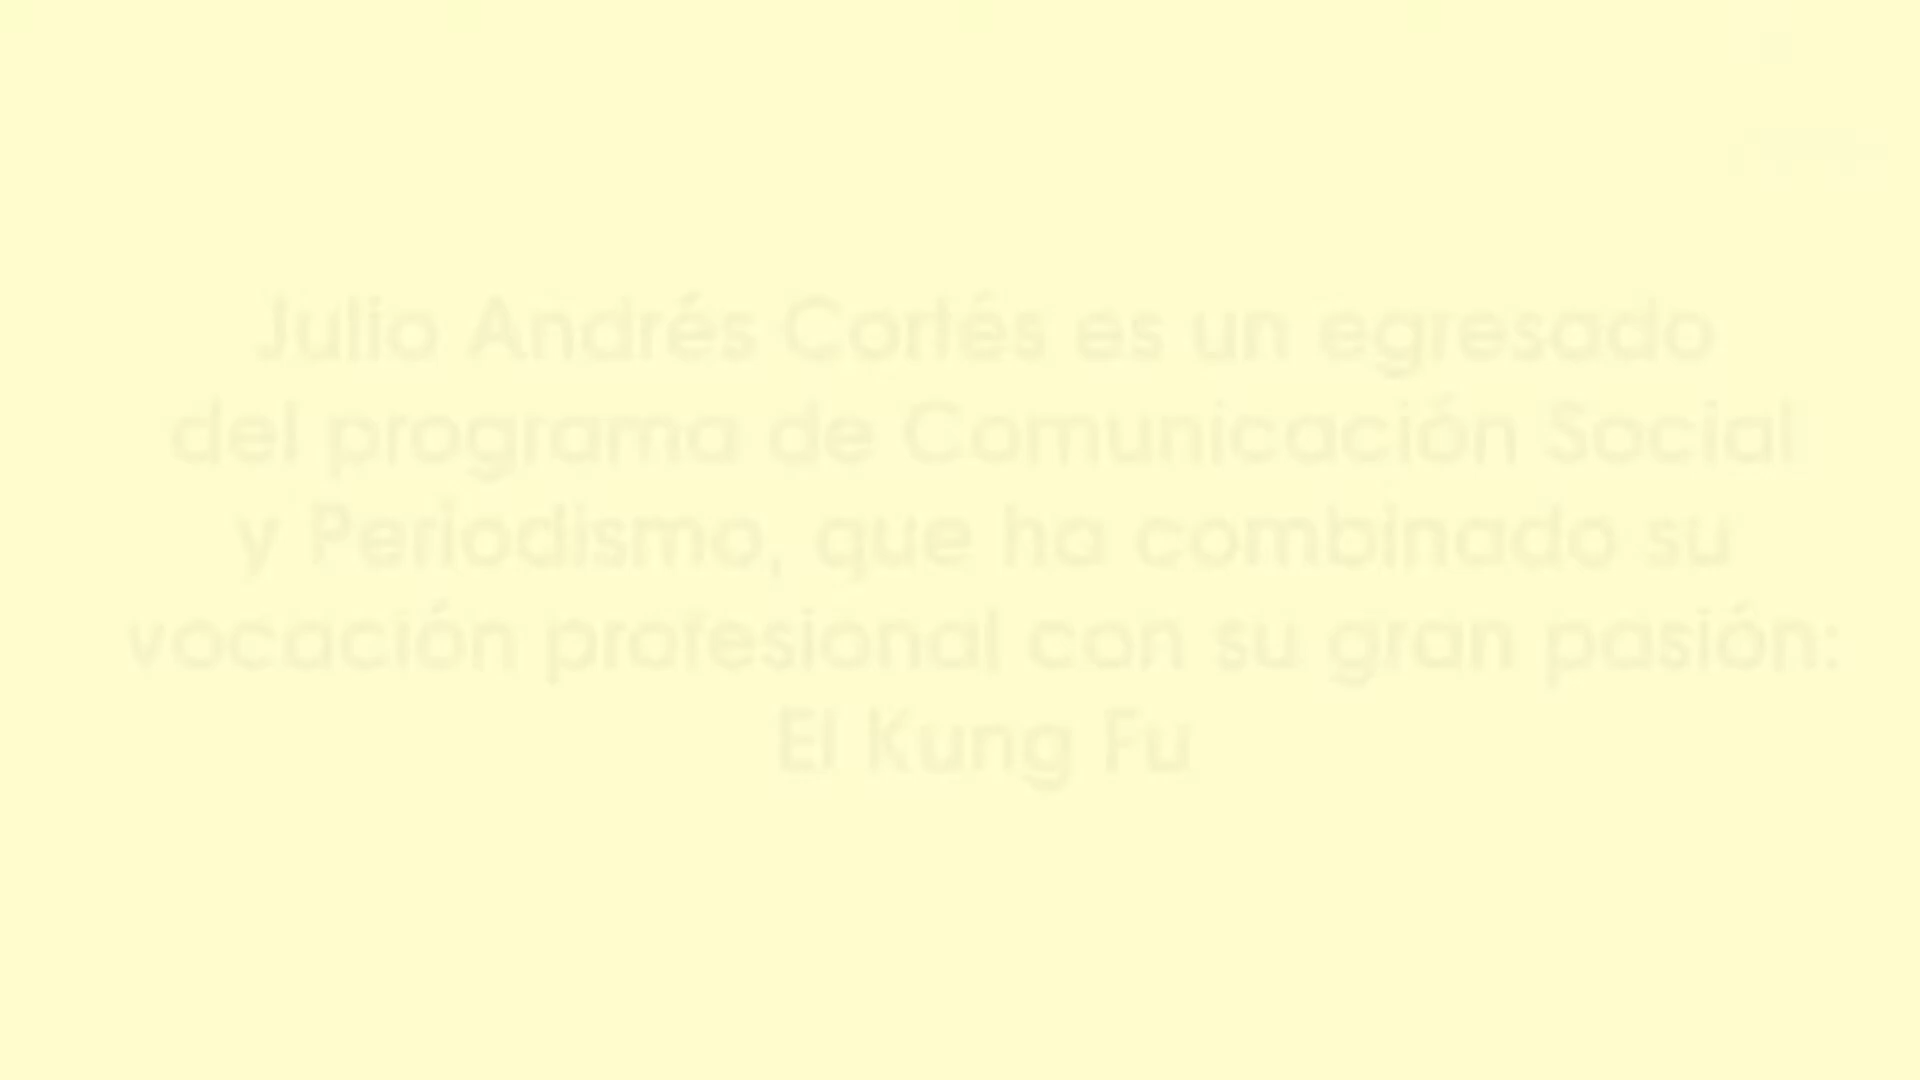 Julio Andrés Cortés es un egresado
del programa de Comunicación Social
y Periodismo, que ha combinado su
vocación profesional con su gran pasión:
El Kung Fu